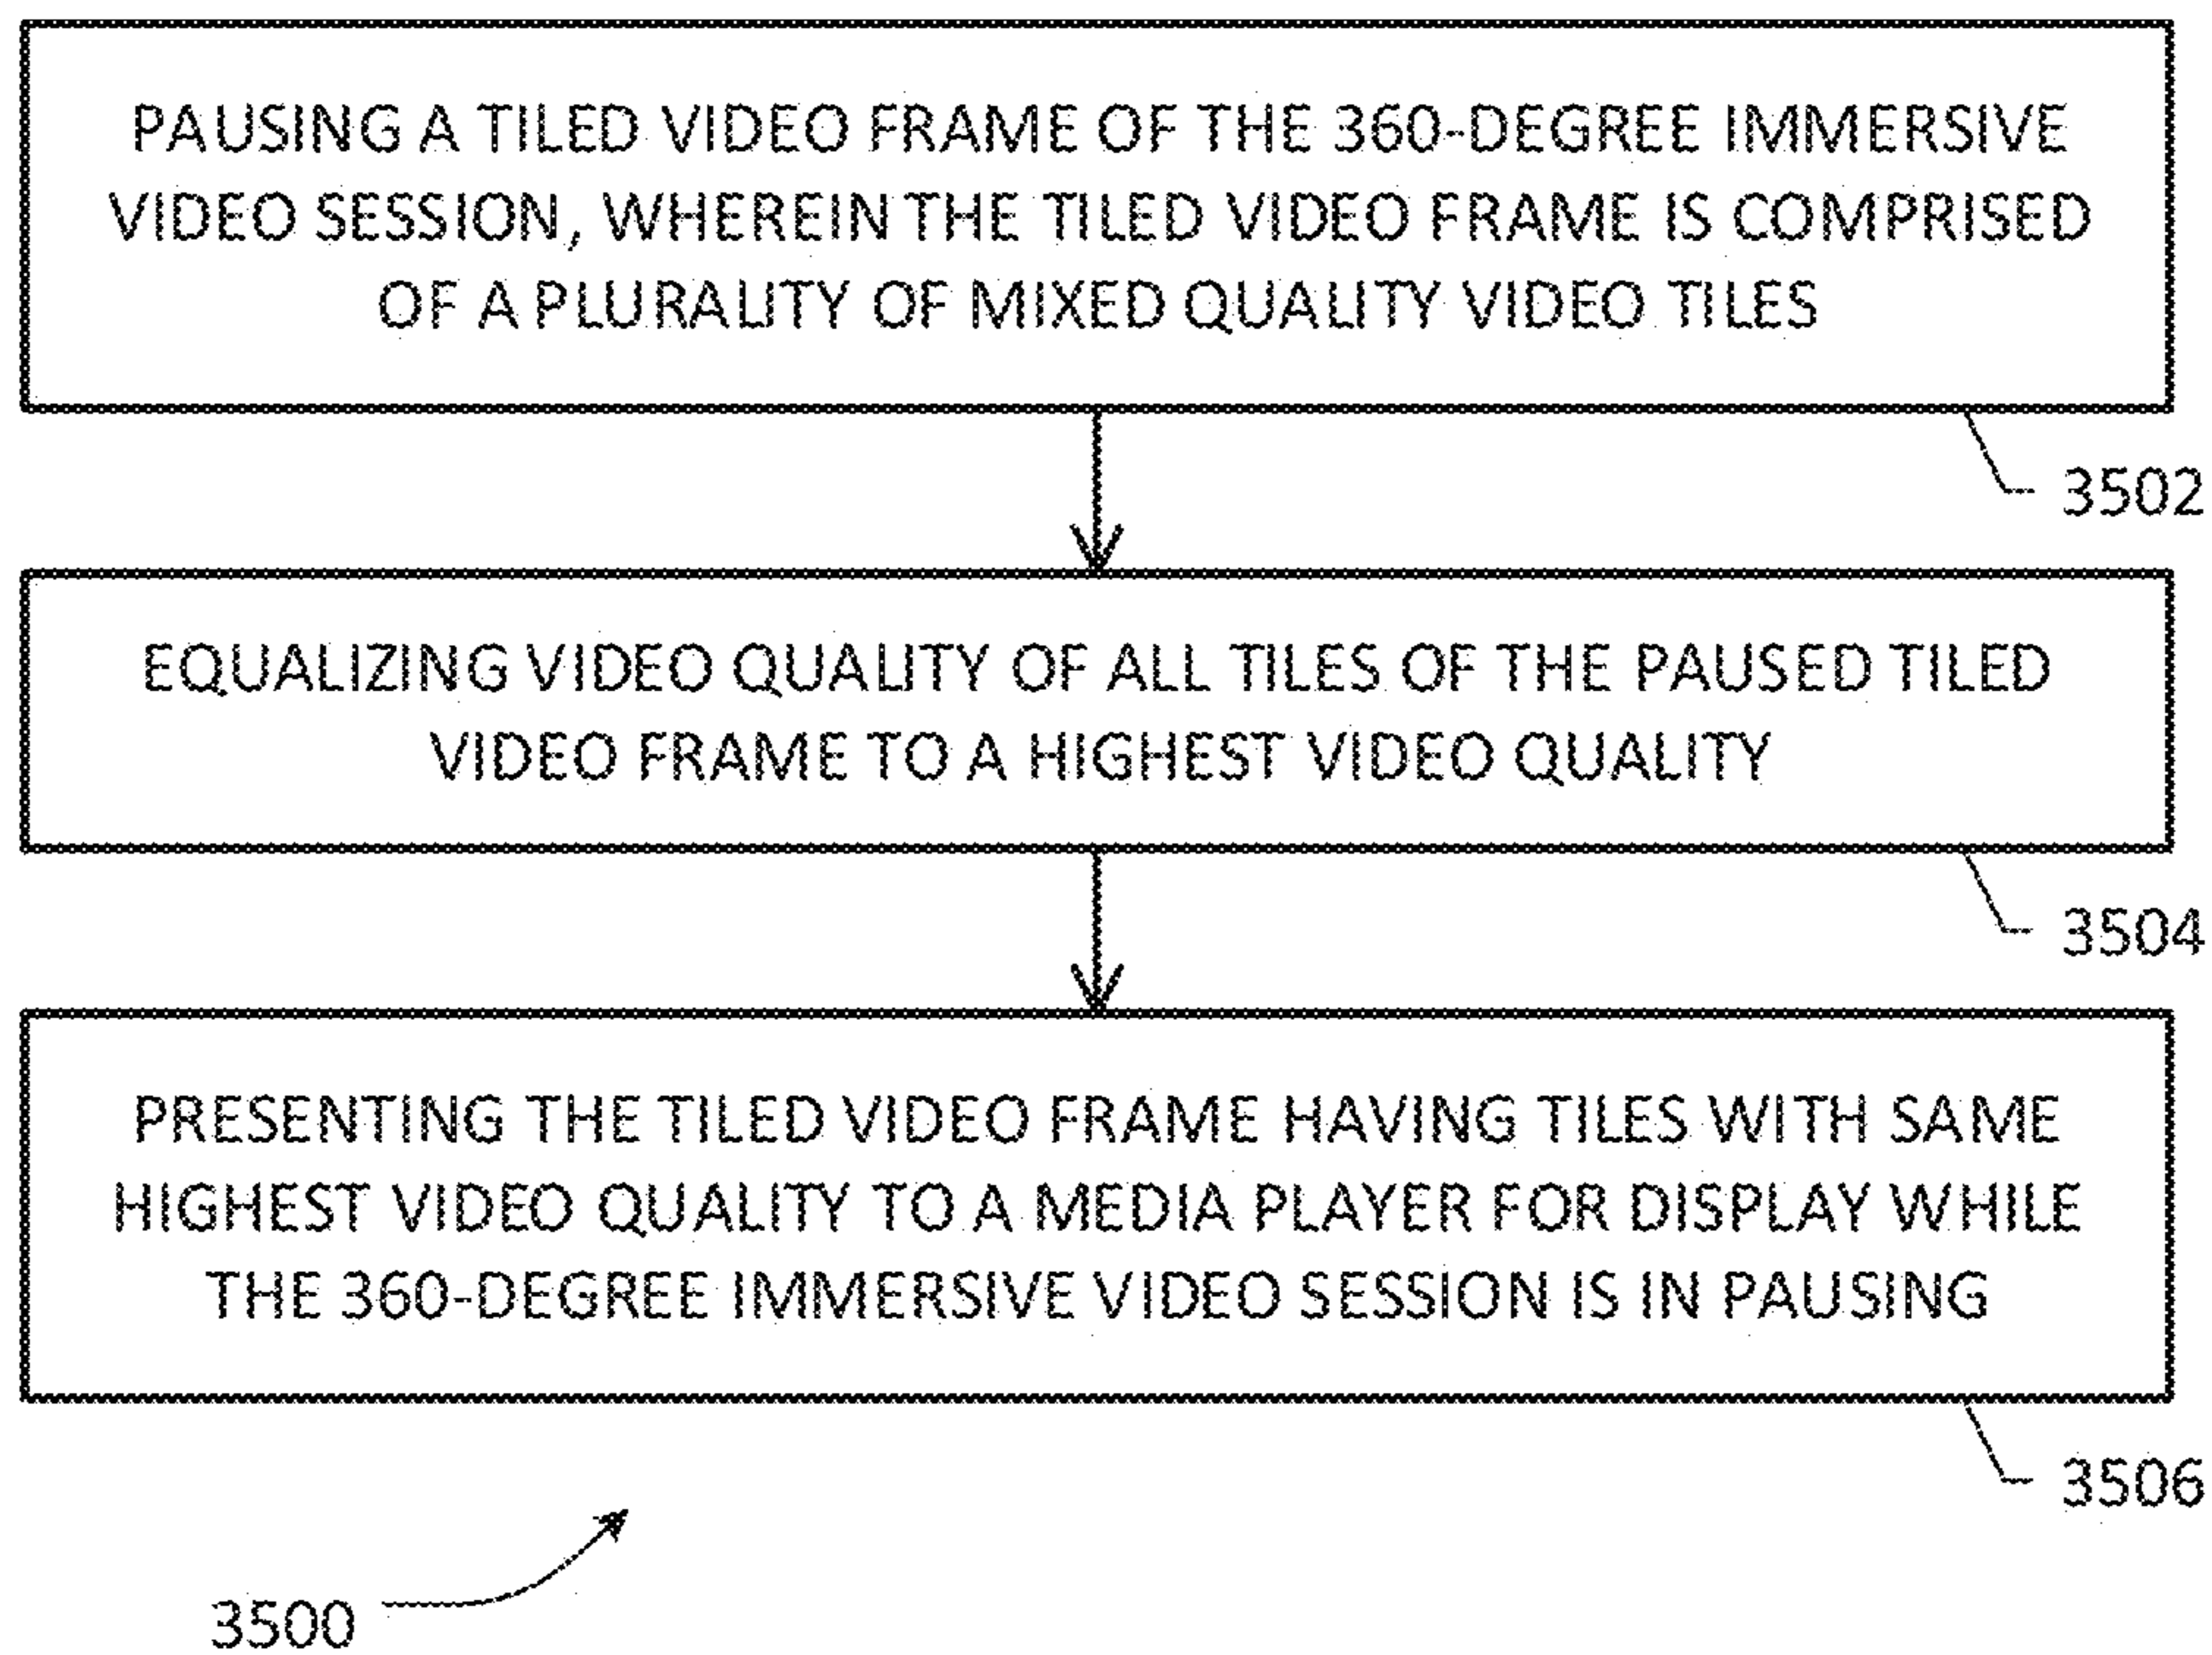 PAUSING A TILED VIDEO FRAME OF THE 360-DEGREE IMMERSIVE
VIDEO SESSION, WHEREIN THE TILED VIDEO FRAME IS COMPRISED
OF A PLURALITY OF MIXED QUALITY VIDEO TILES
3502
EQUALIZING VIDEO QUALITY OF ALL TILES OF THE PAUSED TILED
VIDEO FRAME TO A HIGHEST VIDEO QUALITY
3504
PRESENTING THE TILED VIDEO FRAME HAVING TILES WITH SAME
HIGHEST VIDEO QUALITY TO A MEDIA PLAYER FOR DISPLAY WHILE
THE 360-DEGREE IMMERSIVE VIDEO SESSION IS IN PAUSING
3506
3500